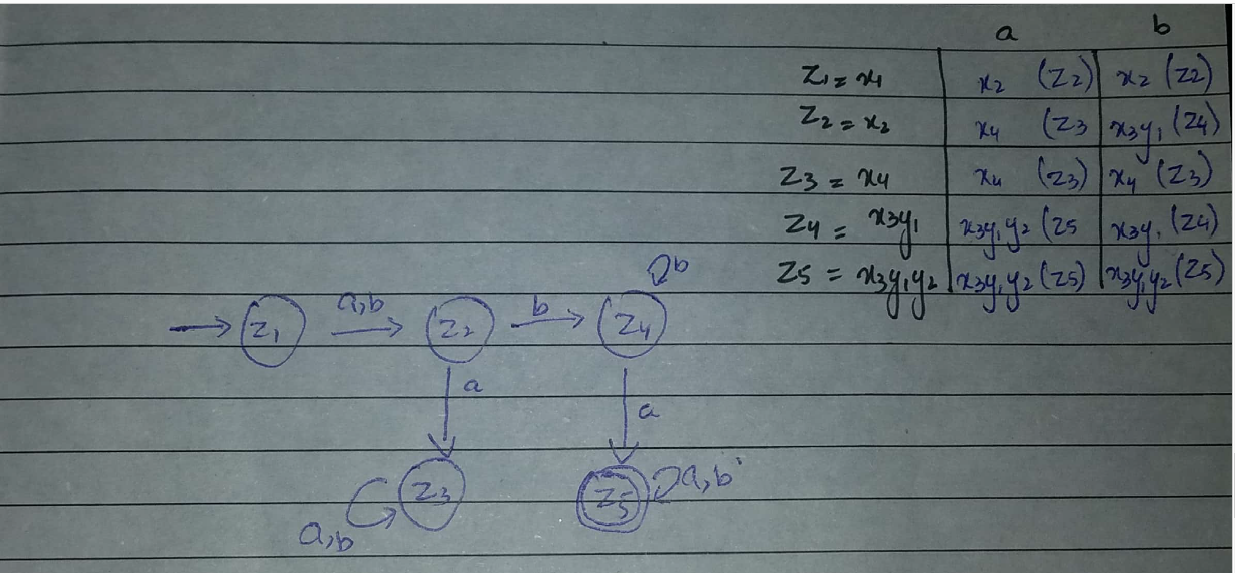 a b
Z1 = x1 x2 (Z2) x2 (Z2)
Z2 = x2 x4 (Z3 x3y1 (Z4)
Z3 = x4 x4 (Z3) x4 (Z3)
Z4 = x3y1 x3y1y2 (Z5 x3y1 (Z4)
Z5 = x3y1y2 x3y1y2 (Z5) x3y1y2 (Z5)
b
Z1 a,b Z2 b Z4
a a
Z3 Z5 a,b
a,b